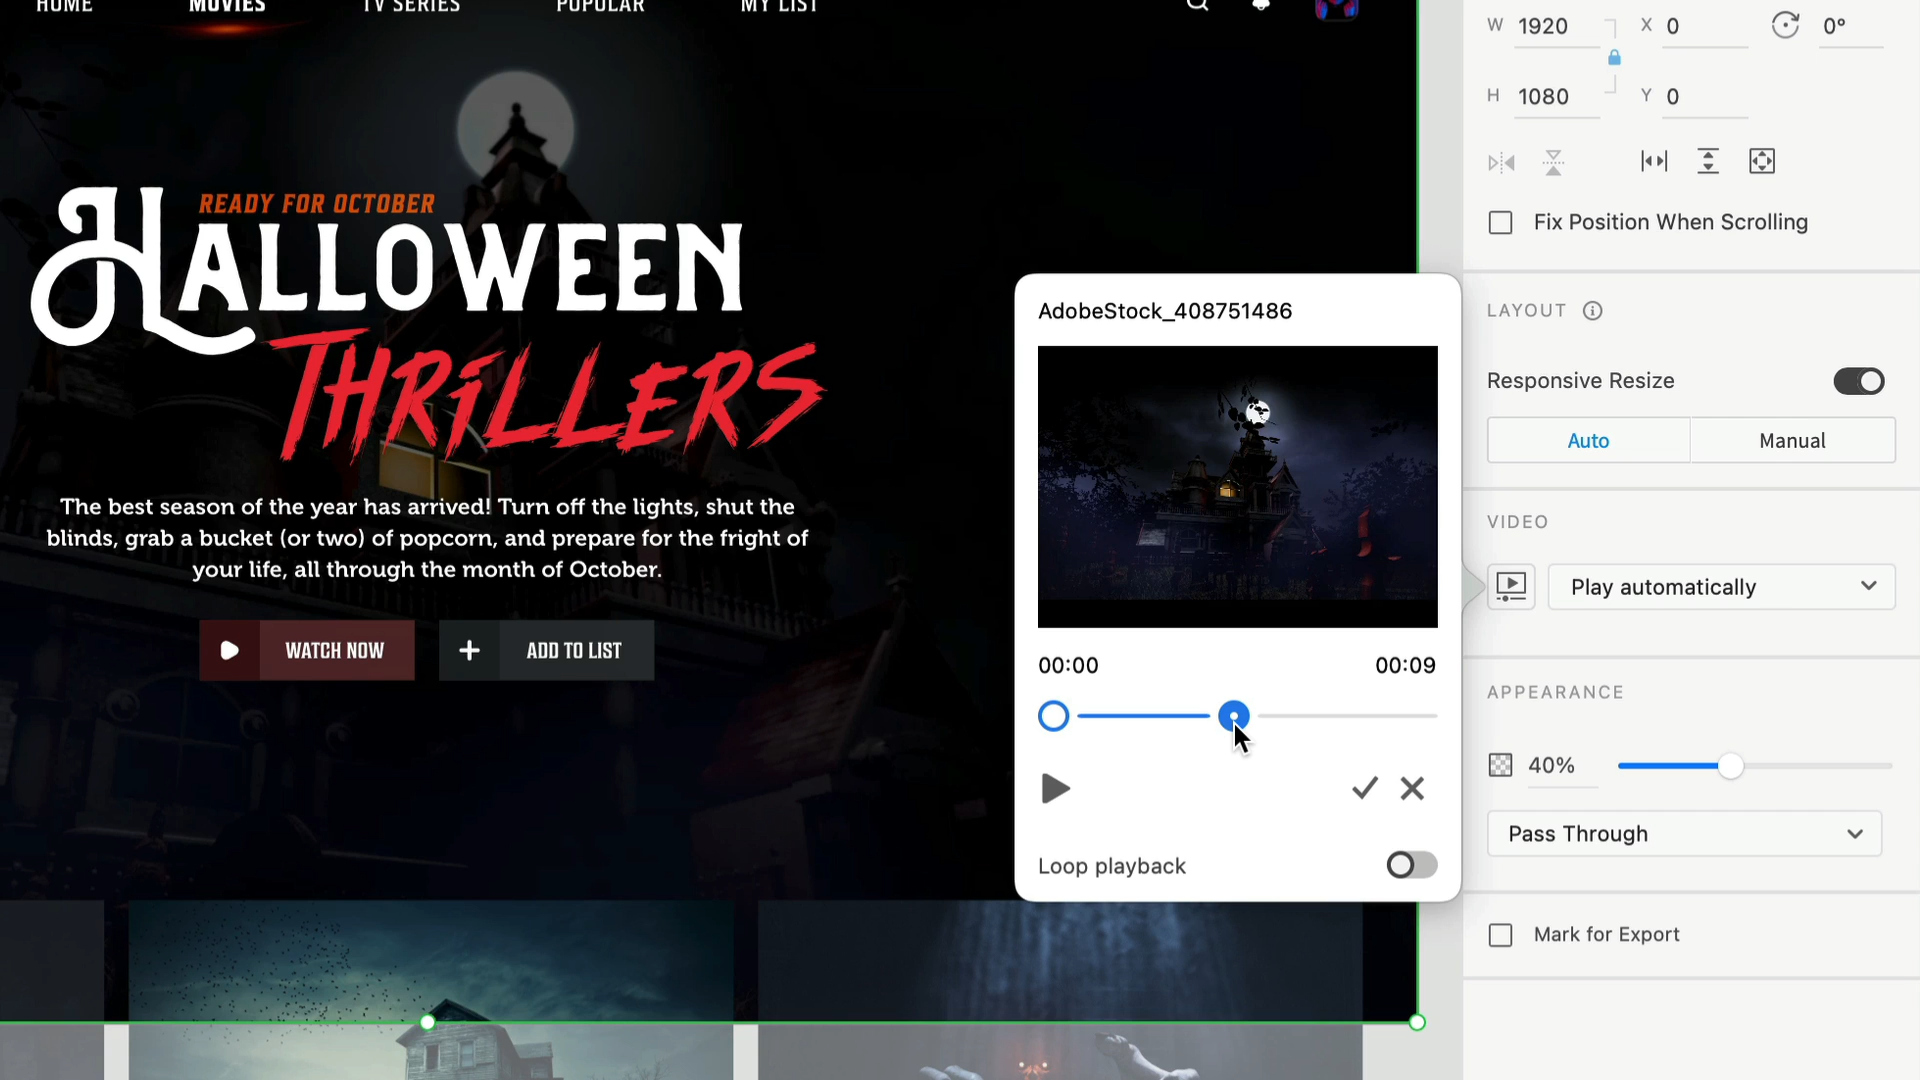 HOME
MOVIES
TV SERIES
POPULAR
MY LIST
READY FOR OCTOBER
HALLOWEEN
THRILLERS
The best season of the year has arrived! Turn off the lights, shut the
blinds, grab a bucket (or two) of popcorn, and prepare for the fright of
your life, all through the month of October.
WATCH NOW
ADD TO LIST
AdobeStock_408751486
00:00
00:09
Loop playback
W 1920
X 0
0°
H 1080
Y 0
Fix Position When Scrolling
LAYOUT
Responsive Resize
Auto
Manual
VIDEO
Play automatically
APPEARANCE
40%
Pass Through
Mark for Export